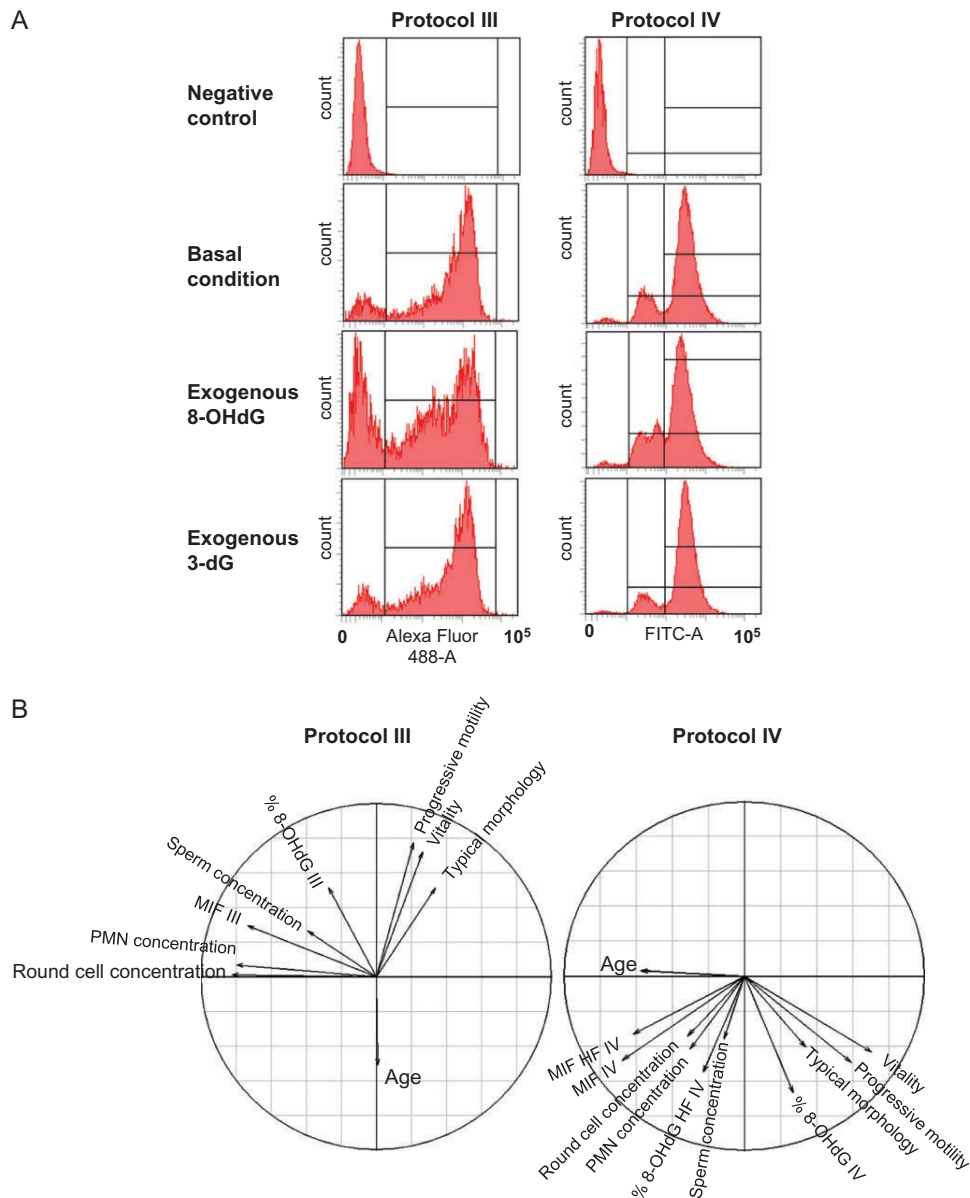 A
Protocol III
Protocol IV
Negative
control
count
count
Basal
condition
count
count
Exogenous
8-OHdG
count
count
Exogenous
3-dG
count
count
0
Alexa Fluor
488-A
10⁵
0
FITC-A
10⁵
B
Protocol III
Protocol IV
Progressive motility
Vitality
Typical morphology
% 8-OHdG III
Sperm concentration
MIF III
PMN concentration
Round cell concentration
Age
Age
MIF HF IV
MIF IV
Round cell concentration
PMN concentration
% 8-OHdG HF IV
Sperm concentration
% 8-OHdG IV
Typical morphology
Progressive motility
Vitality